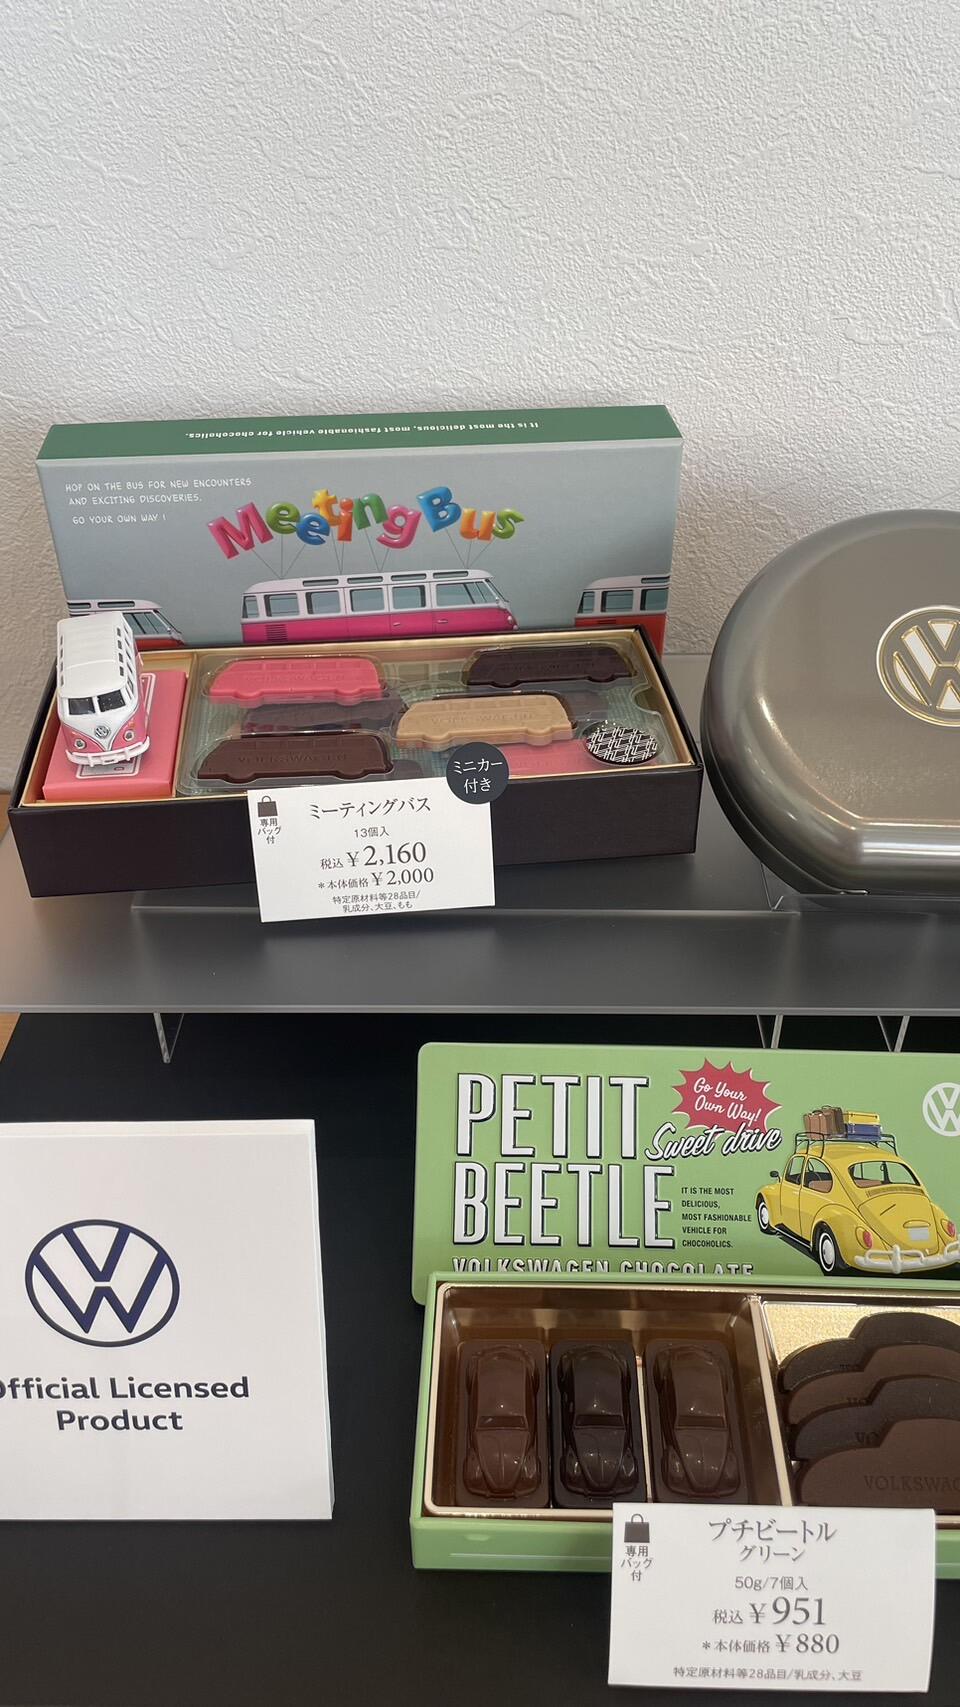 It is the most delicious, most fashionable vehicle for chocoholics.
HOP ON THE BUS FOR NEW ENCOUNTERS
AND EXCITING DISCOVERIES.
GO YOUR OWN WAY !
Meeting Bus
VOLKSWAGEN
VOLKSWAGEN
ミニカー
付き
専用
バッグ
付
ミーティングバス
13個入
税込 ¥2,160
*本体価格 ¥2,000
特定原材料等28品目/
乳成分、大豆、もも
PETIT
BEETLE
Go Your
Own Way!
Sweet drive
IT IS THE MOST
DELICIOUS,
MOST FASHIONABLE
VEHICLE FOR
CHOCOHOLICS.
VOLKSWAGEN CHOCOLATE
VOLKSWAG
Official Licensed
Product
専用
バッグ
付
プチビートル
グリーン
50g/7個入
税込 ¥951
*本体価格 ¥880
特定原材料等28品目/乳成分、大豆